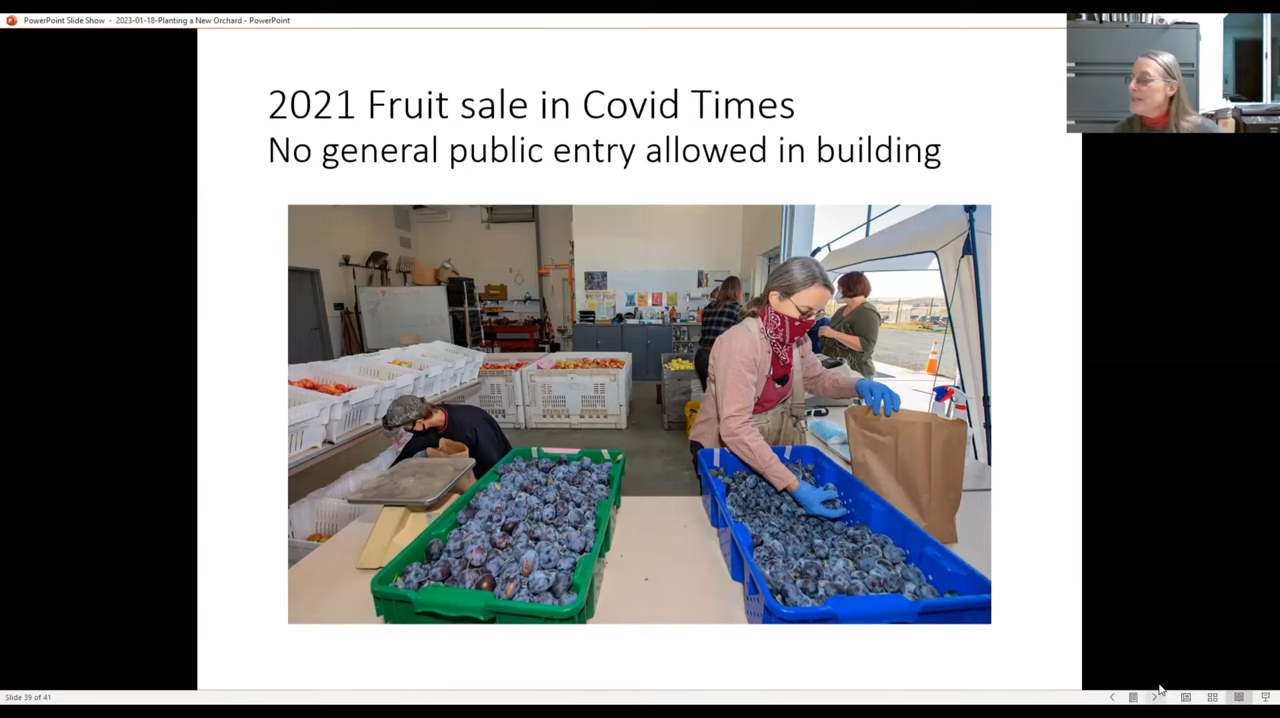 PowerPoint Slide Show - 2023-01-18-Planting a New Orchard - PowerPoint
2021 Fruit sale in Covid Times
No general public entry allowed in building
Slide 39 of 41